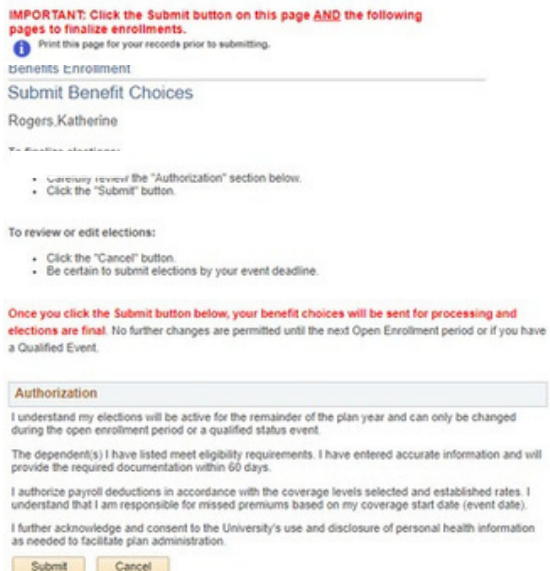 IMPORTANT: Click the Submit button on this page AND the following
pages to finalize enrollments.
Print this page for your records prior to submitting.
Benefits Enrollment
Submit Benefit Choices
Rogers,Katherine
To finalize elections:
• Carefully review the "Authorization" section below.
• Click the "Submit" button.
To review or edit elections:
• Click the "Cancel" button.
• Be certain to submit elections by your event deadline.
Once you click the Submit button below, your benefit choices will be sent for processing and
elections are final. No further changes are permitted until the next Open Enrollment period or if you have
a Qualified Event.
Authorization
I understand my elections will be active for the remainder of the plan year and can only be changed
during the open enrollment period or a qualified status event.
The dependent(s) I have listed meet eligibility requirements. I have entered accurate information and will
provide the required documentation within 60 days.
I authorize payroll deductions in accordance with the coverage levels selected and established rates. I
understand that I am responsible for missed premiums based on my coverage start date (event date).
I further acknowledge and consent to the University's use and disclosure of personal health information
as needed to facilitate plan administration.
Submit Cancel